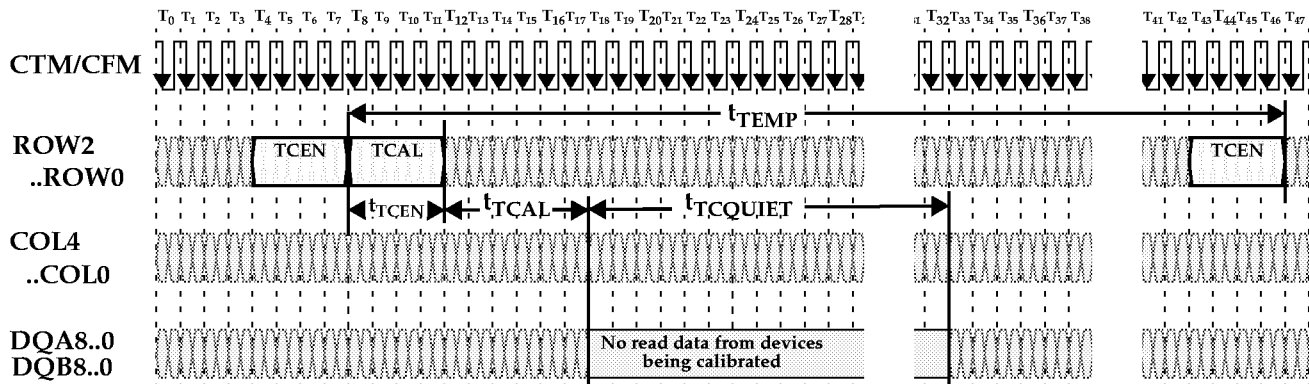 T0 T1 T2 T3 T4 T5 T6 T7 T8 T9 T10 T11 T12 T13 T14 T15 T16 T17 T18 T19 T20 T21 T22 T23 T24 T25 T26 T27 T28 T32 T33 T34 T35 T36 T37 T38 T41 T42 T43 T44 T45 T46 T47
CTM/CFM
tTEMP
ROW2
..ROW0
TCEN TCAL TCEN
tTCEN tTCAL tTCQUIET
COL4
..COL0
DQA8..0
DQB8..0
No read data from devices
being calibrated